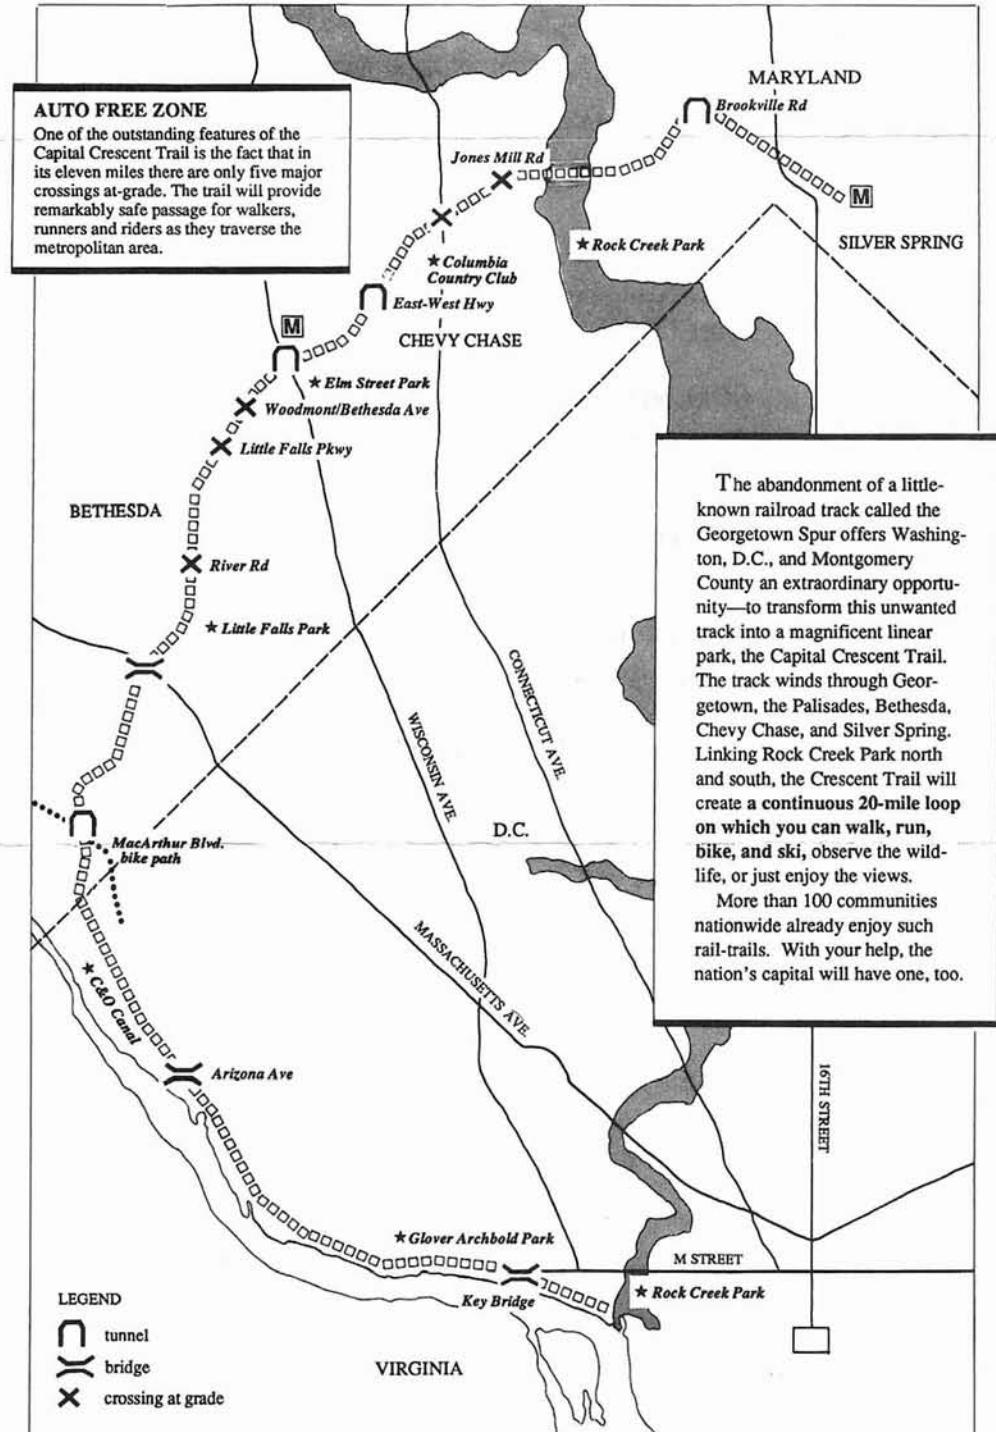 MARYLAND
Brookville Rd
AUTO FREE ZONE
One of the outstanding features of the
Capital Crescent Trail is the fact that in
its eleven miles there are only five major
crossings at-grade. The trail will provide
remarkably safe passage for walkers,
runners and riders as they traverse the
metropolitan area.
Jones Mill Rd
M
SILVER SPRING
★ Rock Creek Park
★ Columbia
Country Club
East-West Hwy
M
CHEVY CHASE
★ Elm Street Park
Woodmont/Bethesda Ave
Little Falls Pkwy
BETHESDA
River Rd
★ Little Falls Park
The abandonment of a little-
known railroad track called the
Georgetown Spur offers Washing-
ton, D.C., and Montgomery
County an extraordinary opportu-
nity—to transform this unwanted
track into a magnificent linear
park, the Capital Crescent Trail.
The track winds through Geor-
getown, the Palisades, Bethesda,
Chevy Chase, and Silver Spring.
Linking Rock Creek Park north
and south, the Crescent Trail will
create a continuous 20-mile loop
on which you can walk, run,
bike, and ski, observe the wild-
life, or just enjoy the views.
More than 100 communities
nationwide already enjoy such
rail-trails. With your help, the
nation's capital will have one, too.
CONNECTICUT AVE.
WISCONSIN AVE.
D.C.
MacArthur Blvd.
bike path
MASSACHUSETTS AVE.
★ C&O Canal
Arizona Ave
16TH STREET
★ Glover Archbold Park
M STREET
Key Bridge
★ Rock Creek Park
VIRGINIA
LEGEND
tunnel
bridge
crossing at grade